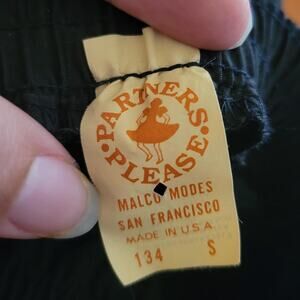 • PARTNERS •
PLEASE
MALCO MODES
SAN FRANCISCO
MADE IN U.S.A
134 S